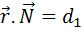 r⃗.N⃗ = d₁